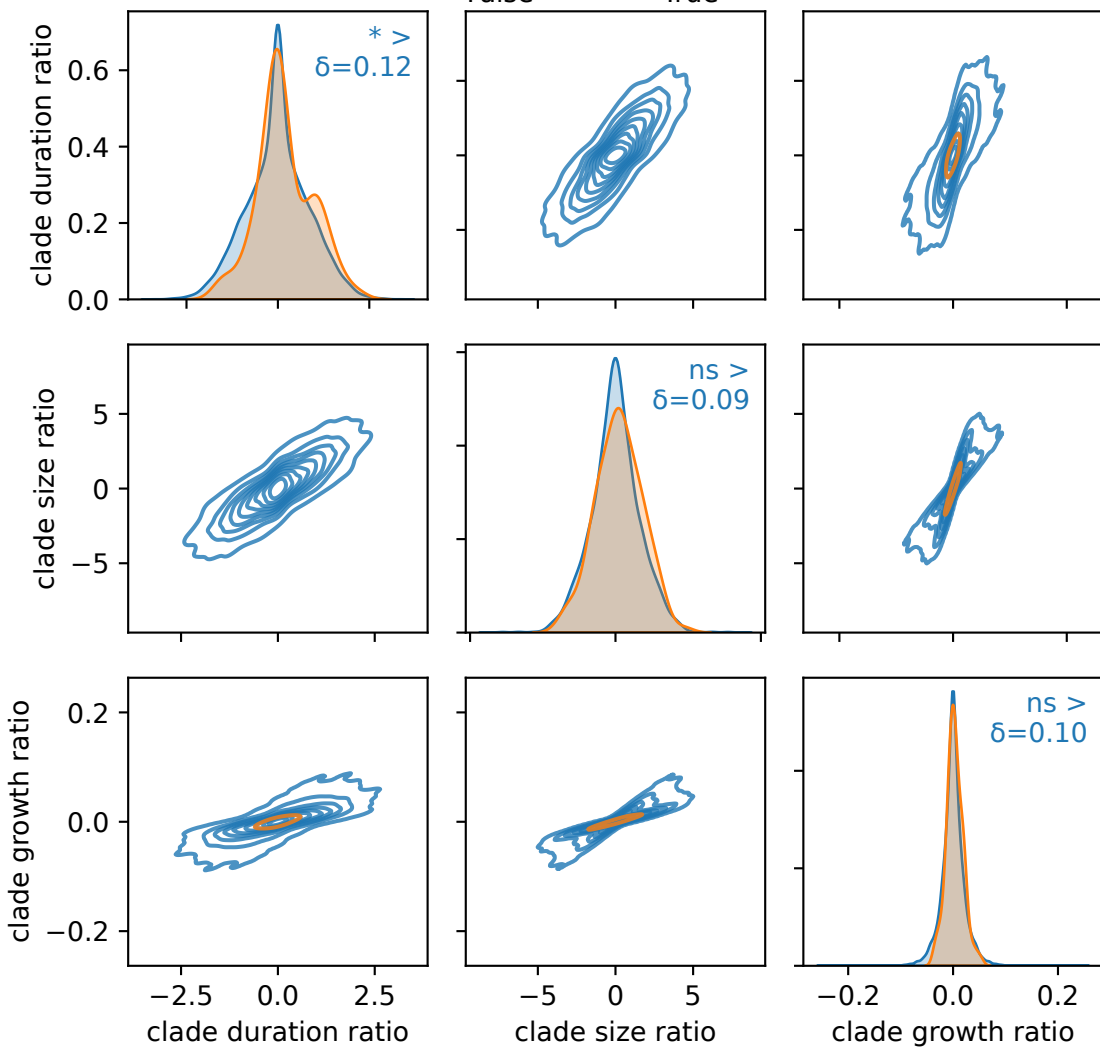 clade duration ratio
0.6
0.4
0.2
0.0
* >
δ=0.12
clade size ratio
5
0
−5
ns >
δ=0.09
clade growth ratio
0.2
0.0
−0.2
ns >
δ=0.10
−2.5 0.0 2.5
−5 0 5
−0.2 0.0 0.2
clade duration ratio
clade size ratio
clade growth ratio